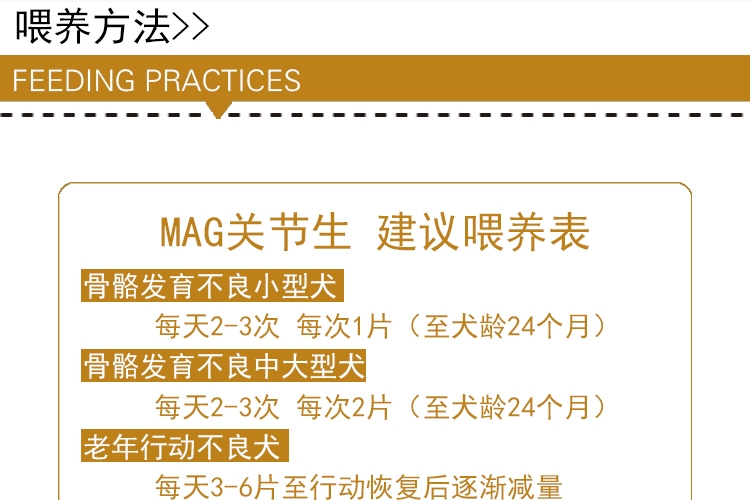 喂养方法>>
FEEDING PRACTICES
MAG关节生 建议喂养表
骨骼发育不良小型犬
每天2-3次 每次1片（至犬龄24个月）
骨骼发育不良中大型犬
每天2-3次 每次2片（至犬龄24个月）
老年行动不良犬
每天3-6片至行动恢复后逐渐减量